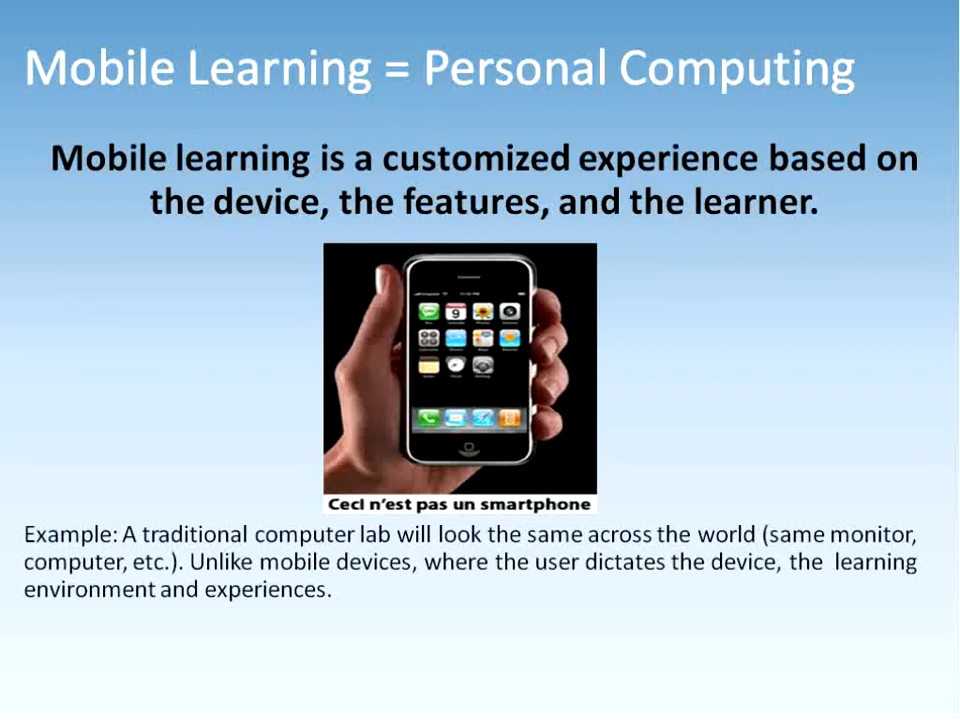 Mobile Learning = Personal Computing
Mobile learning is a customized experience based on
the device, the features, and the learner.
9
Ceci n'est pas un smartphone
Example: A traditional computer lab will look the same across the world (same monitor,
computer, etc.). Unlike mobile devices, where the user dictates the device, the learning
environment and experiences.